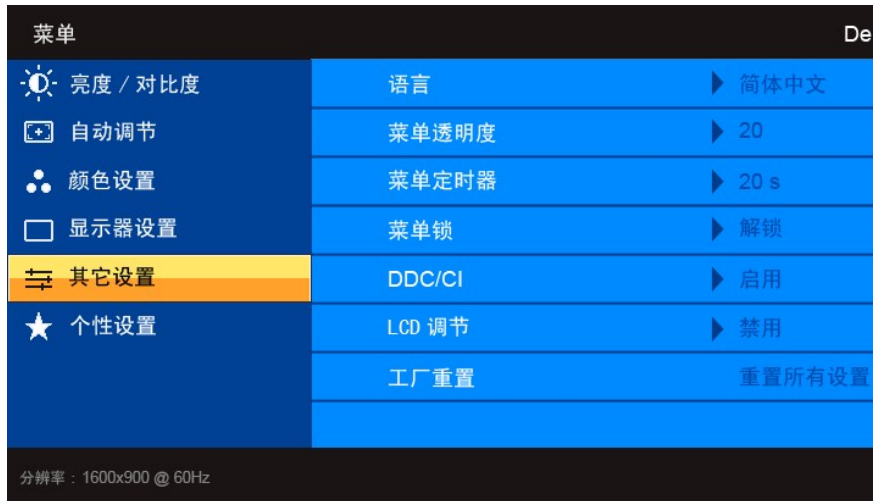 菜单
De
亮度 / 对比度
自动调节
颜色设置
显示器设置
其它设置
个性设置
语言 简体中文
菜单透明度 20
菜单定时器 20 s
菜单锁 解锁
DDC/CI 启用
LCD 调节 禁用
工厂重置 重置所有设置
分辨率：1600x900 @ 60Hz